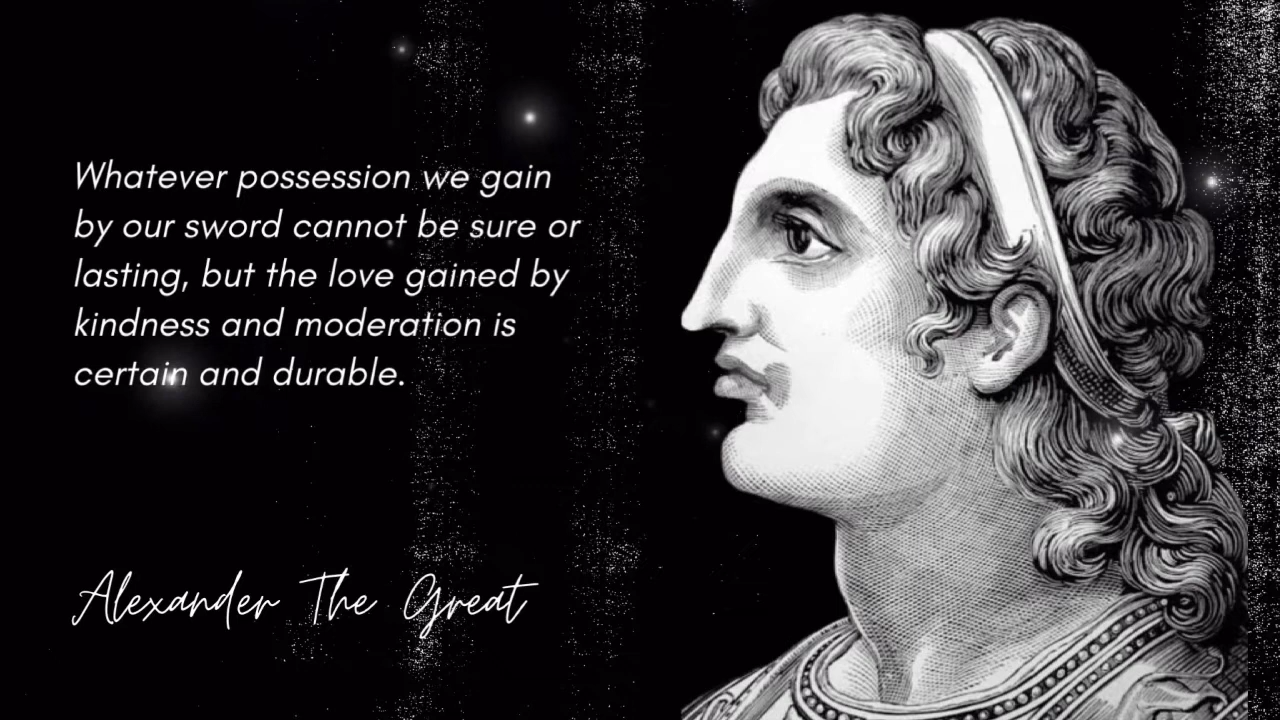 Whatever possession we gain
by our sword cannot be sure or
lasting, but the love gained by
kindness and moderation is
certain and durable.
Alexander The Great